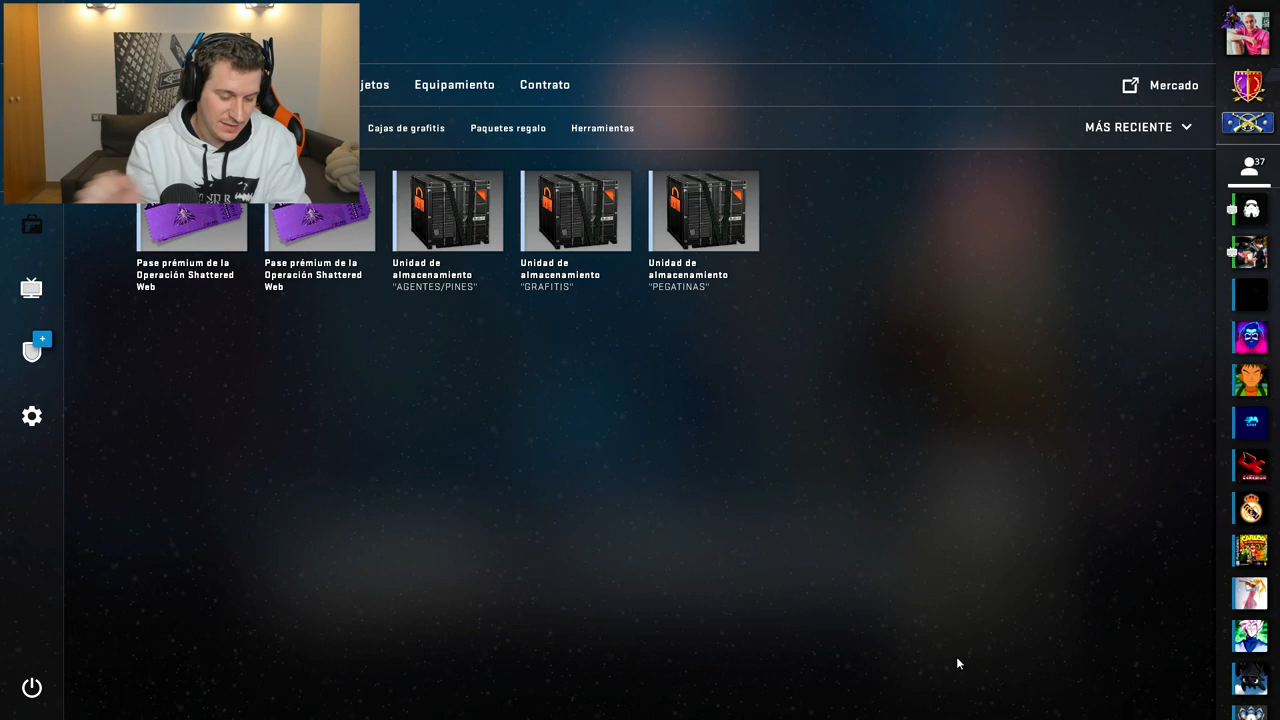 jetos
Equipamiento
Contrato
Mercado
Cajas de grafitis
Paquetes regalo
Herramientas
MÁS RECIENTE
37
Pase prémium de la
Operación Shattered
Web
Pase prémium de la
Operación Shattered
Web
Unidad de
almacenamiento
"AGENTES/PINES"
Unidad de
almacenamiento
"GRAFITIS"
Unidad de
almacenamiento
"PEGATINAS"